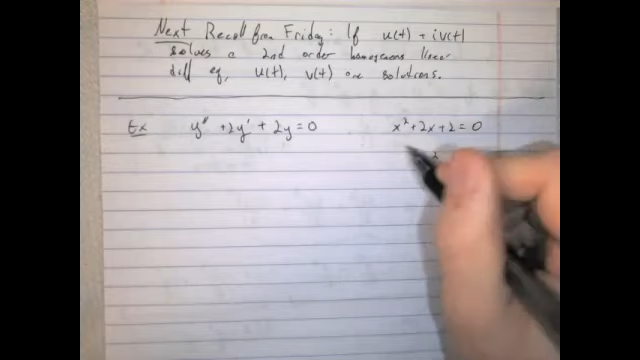 Next Recall from Friday: If u(t) + iv(t)
solves a 2nd order homogenous linear
diff eq, u(t), v(t) are solutions.
Ex y" + 2y' + 2y = 0 x² + 2x + 2 = 0